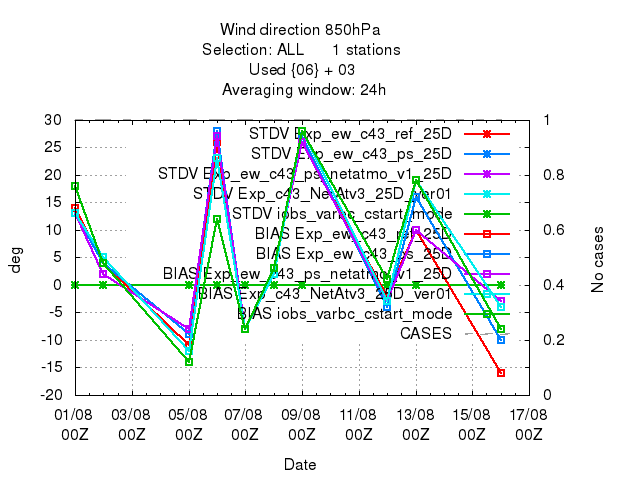 Wind direction 850hPa
Selection: ALL 1 stations
Used {06} + 03
Averaging window: 24h
30 1
STDV Exp_ew_c43_ref_25D
25
STDV Exp_ew_c43_ps_25D
STDV Exp_ew_c43_ps_netatmo_v1_25D
20 0.8
STDV Exp_c43_NetAtv3_25D_ver01
15
STDV iobs_varbc_cstart_mode
10 0.6
BIAS Exp_ew_c43_ref_25D
5
BIAS Exp_ew_c43_ps_25D
BIAS Exp_ew_c43_ps_netatmo_v1_25D
0 0.4
BIAS Exp_c43_NetAtv3_25D_ver01
-5
BIAS iobs_varbc_cstart_mode
CASES
-10 0.2
-15
-20 0
deg
No cases
01/08 03/08 05/08 07/08 09/08 11/08 13/08 15/08 17/08
00Z 00Z 00Z 00Z 00Z 00Z 00Z 00Z 00Z
Date